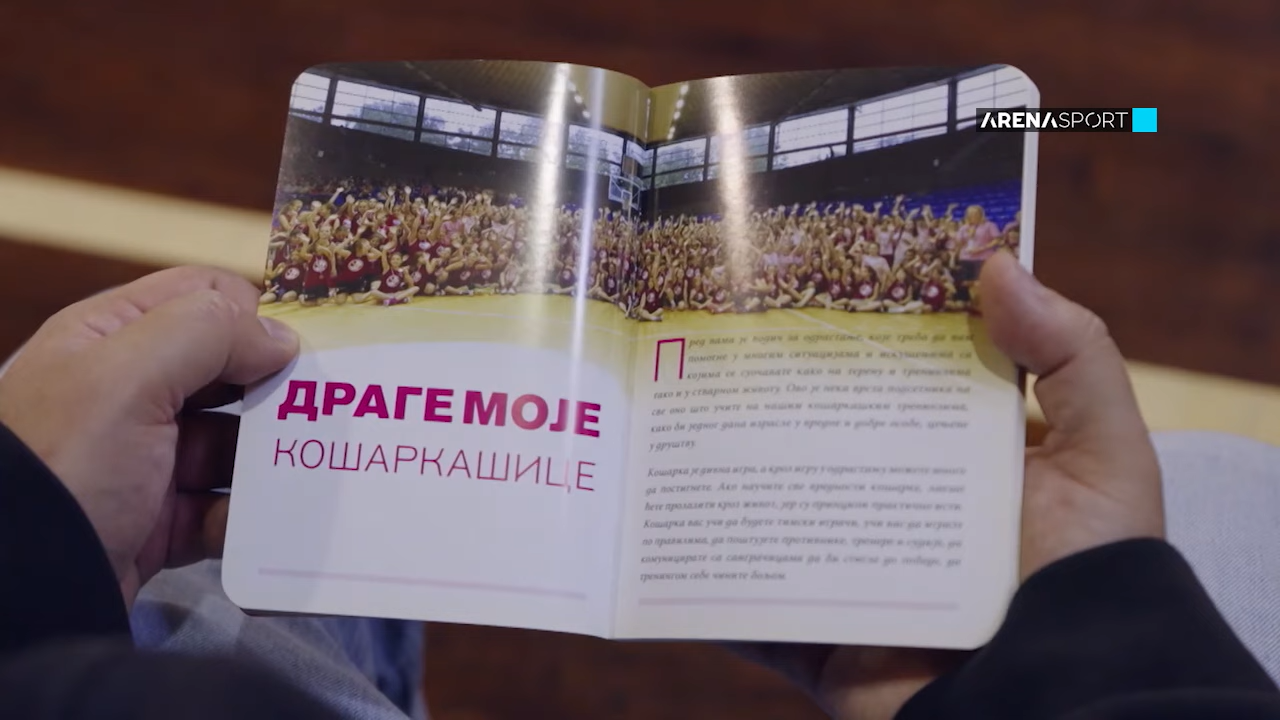 ARENASPORT
ДРАГЕ МОЈЕ
КОШАРКАШИЦЕ
Пред нама је водич за одрастање, које треба да вам
помогне у многим ситуацијама и искушењима са
којима се суочавате како на терену и тренинзима
тако и у стварном животу. Ово је нека врста подсетника на
све оно што учите на нашим кошаркашким тренинзима,
како би једног дана израсле у вредне и добре особе, цењене
у друштву.
Кошарка је дивна игра, а кроз игру у одрастању можете много
да постигнете. Ако научите све вредности кошарке, лакше
ћете пролазити кроз живот, јер су принципи практично исти.
Кошарка вас учи да будете тимски играчи, учи вас да играте
по правилима, да поштујете противнике, тренере и судије, да
комуницирате са саиграчицама да би стигле до победе, да
тренингом себе чините бољом.